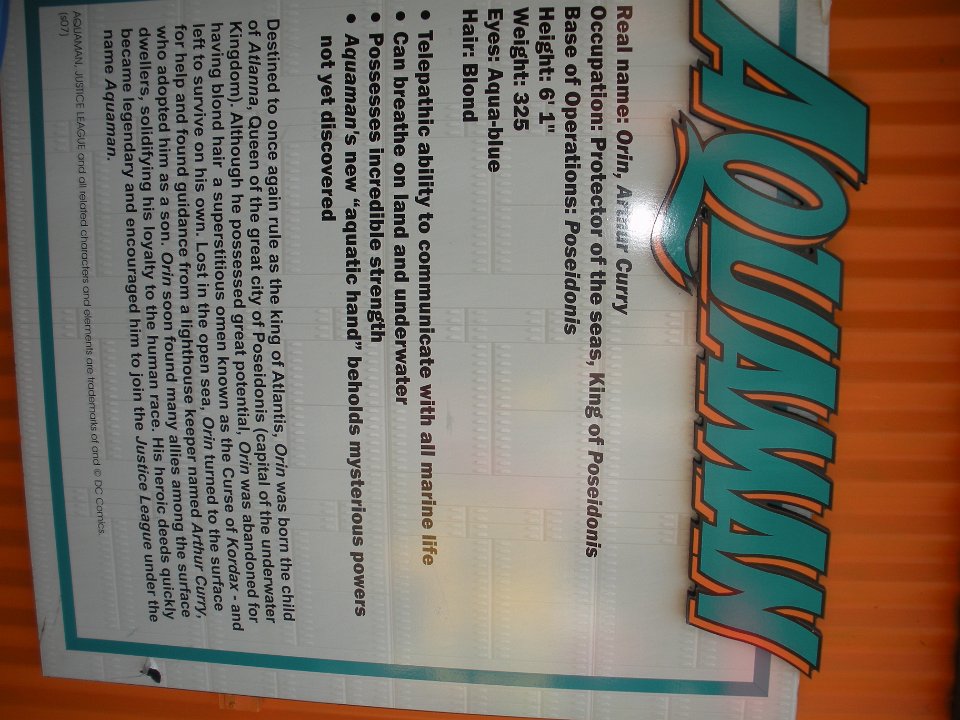 AQUAMAN
Real name: Orin, Arthur Curry
Occupation: Protector of the seas, King of Poseidonis
Base of Operations: Poseidonis
Height: 6' 1"
Weight: 325
Eyes: Aqua-blue
Hair: Blond
• Telepathic ability to communicate with all marine life
• Can breathe on land and underwater
• Possesses incredible strength
• Aquaman's new “aquatic hand” beholds mysterious powers
not yet discovered
Destined to once again rule as the king of Atlantis, Orin was born the child
of Atlanna, Queen of the great city of Poseidonis (capital of the underwater
Kingdom). Although he possessed great potential, Orin was abandoned for
having blond hair a superstitious omen known as the Curse of Kordax - and
left to survive on his own. Lost in the open sea, Orin turned to the surface
for help and found guidance from a lighthouse keeper named Arthur Curry,
who adopted him as a son. Orin soon found many allies among the surface
dwellers, solidifying his loyalty to the human race. His heroic deeds quickly
became legendary and encouraged him to join the Justice League under the
name Aquaman.
AQUAMAN, JUSTICE LEAGUE and all related characters and elements are trademarks of and © DC Comics.
(s07)